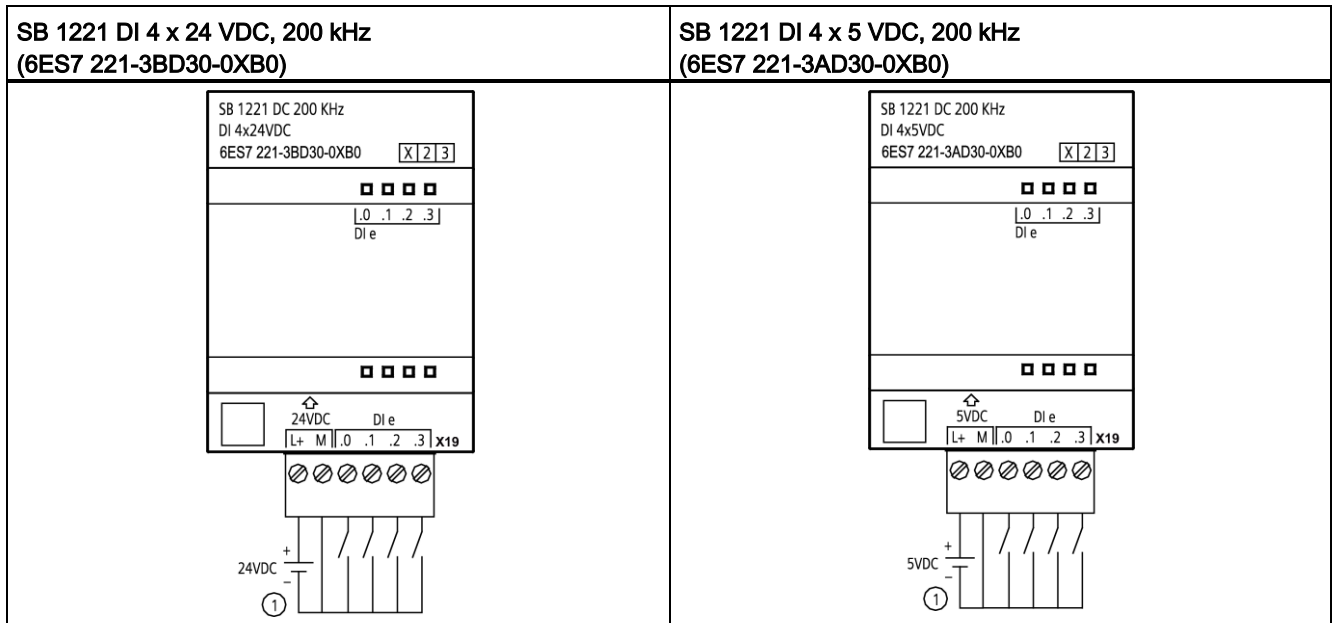 SB 1221 DI 4 x 24 VDC, 200 kHz
(6ES7 221-3BD30-0XB0)
SB 1221 DI 4 x 5 VDC, 200 kHz
(6ES7 221-3AD30-0XB0)
SB 1221 DC 200 KHz
DI 4x24VDC
6ES7 221-3BD30-0XB0 X 2 3
.0 .1 .2 .3
DI e
24VDC DI e
L+ M .0 .1 .2 .3 X19
+
24VDC
–
1
SB 1221 DC 200 KHz
DI 4x5VDC
6ES7 221-3AD30-0XB0 X 2 3
.0 .1 .2 .3
DI e
5VDC DI e
L+ M .0 .1 .2 .3 X19
+
5VDC
–
1